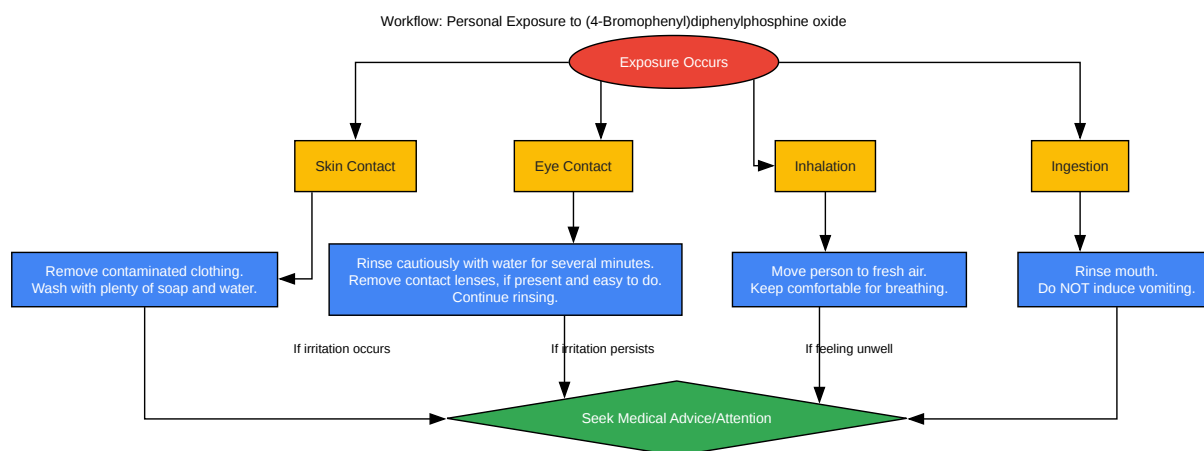 Workflow: Personal Exposure to (4-Bromophenyl)diphenylphosphine oxide
Exposure Occurs
Skin Contact
Eye Contact
Inhalation
Ingestion
Remove contaminated clothing.
Wash with plenty of soap and water.
Rinse cautiously with water for several minutes.
Remove contact lenses, if present and easy to do.
Continue rinsing.
Move person to fresh air.
Keep comfortable for breathing.
Rinse mouth.
Do NOT induce vomiting.
If irritation occurs
If irritation persists
If feeling unwell
Seek Medical Advice/Attention